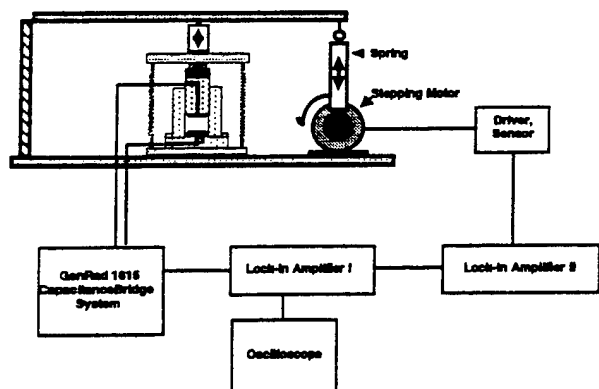 Spring
Stepping Motor
Driver,
Sensor
GenRad 1615
CapacitanceBridge
System
Lock-in Amplifier I
Lock-in Amplifier II
Oscilloscope